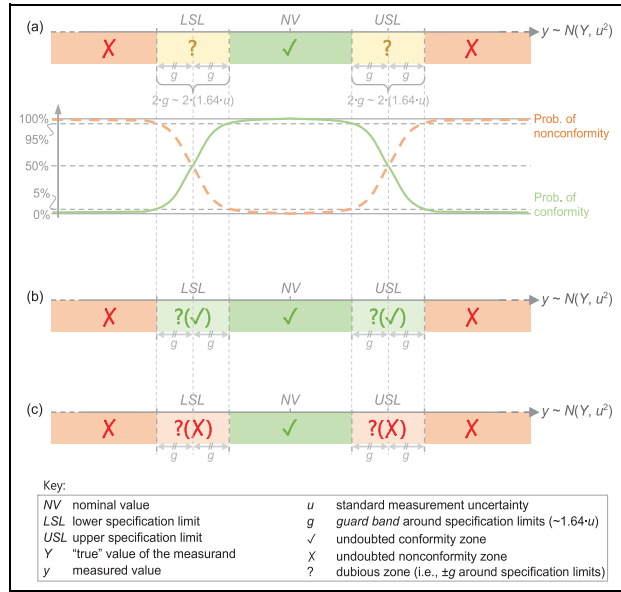 (a) LSL NV USL y ~ N(Y, u²)
✗ ? ✓ ? ✗
g g g g
2·g ~ 2·(1.64·u) 2·g ~ 2·(1.64·u)
100% Prob. of
95% nonconformity
50%
5% Prob. of
0% conformity
(b) LSL NV USL y ~ N(Y, u²)
✗ ?(✓) ✓ ?(✓) ✗
g g g g
(c) LSL NV USL y ~ N(Y, u²)
✗ ?(✗) ✓ ?(✗) ✗
g g g g
Key:
NV nominal value
LSL lower specification limit
USL upper specification limit
Y "true" value of the measurand
y measured value
u standard measurement uncertainty
g guard band around specification limits (~1.64·u)
✓ undoubted conformity zone
✗ undoubted nonconformity zone
? dubious zone (i.e., ±g around specification limits)